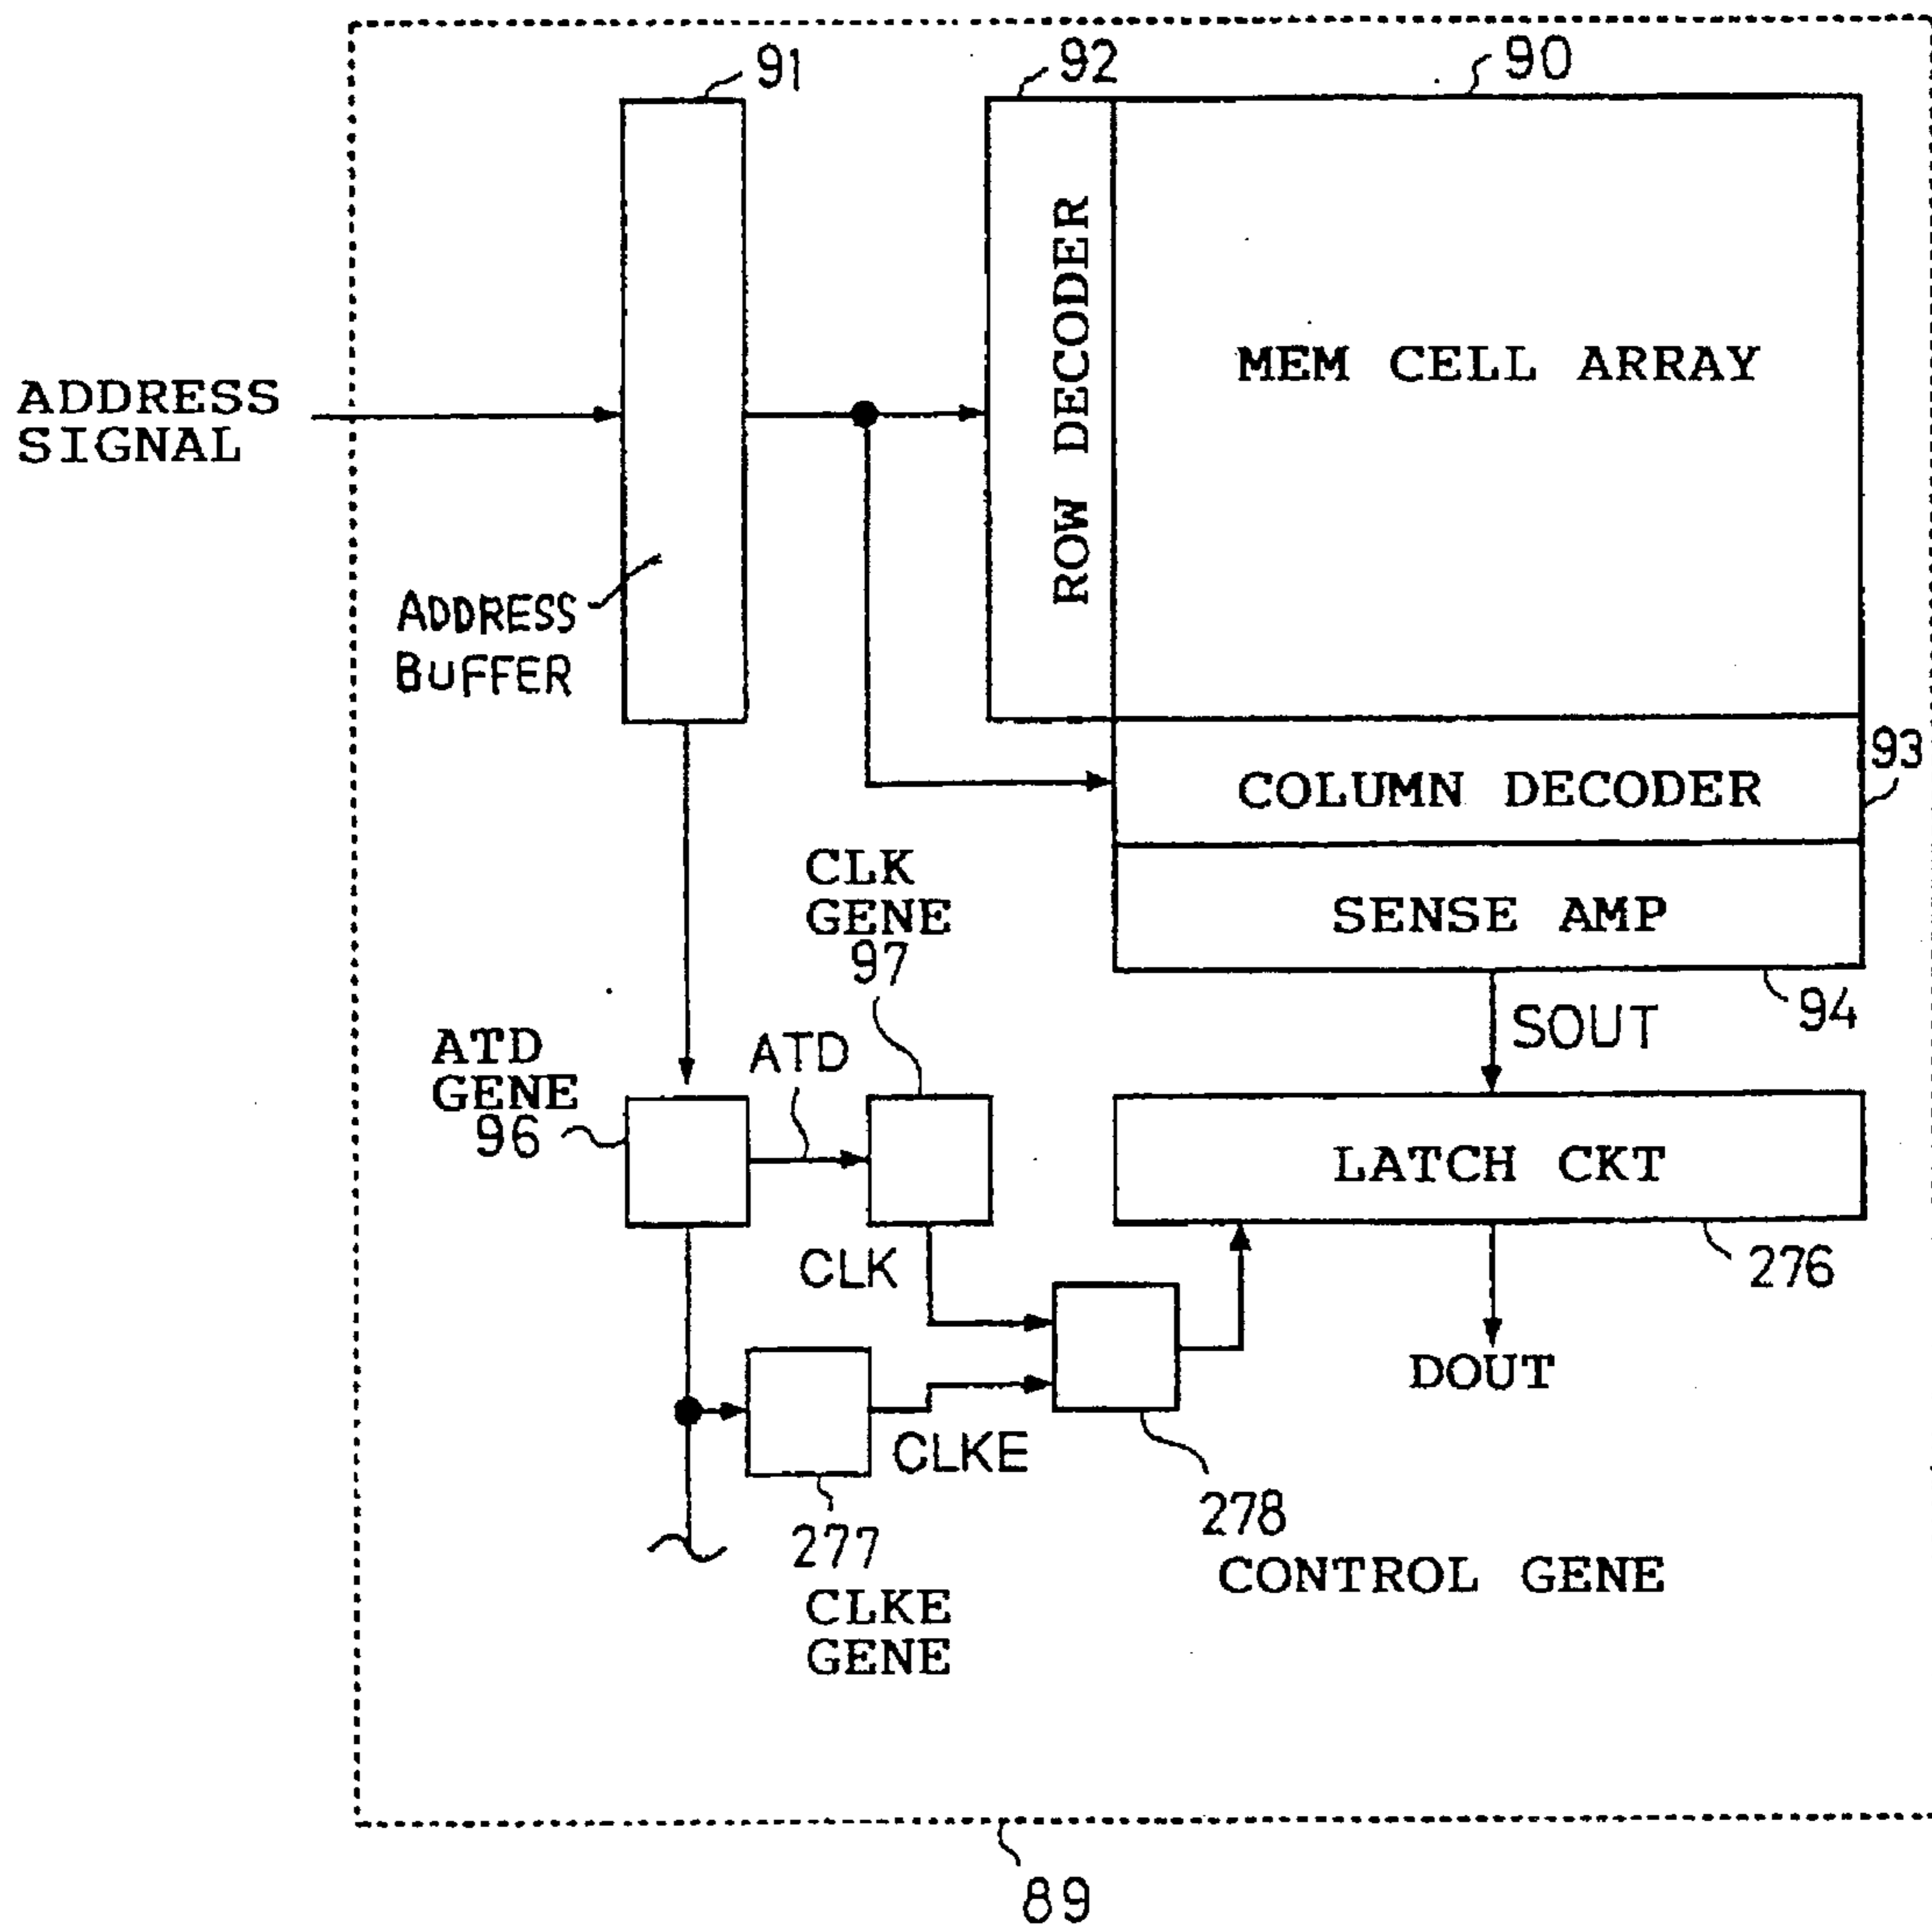 91
92
90
ADDRESS
SIGNAL
ROW DECODER
MEM CELL ARRAY
ADDRESS
BUFFER
93
COLUMN DECODER
CLK
GENE
97
SENSE AMP
94
SOUT
ATD
GENE
96
ATD
LATCH CKT
276
CLK
DOUT
CLKE
277
CLKE
GENE
278
CONTROL GENE
89